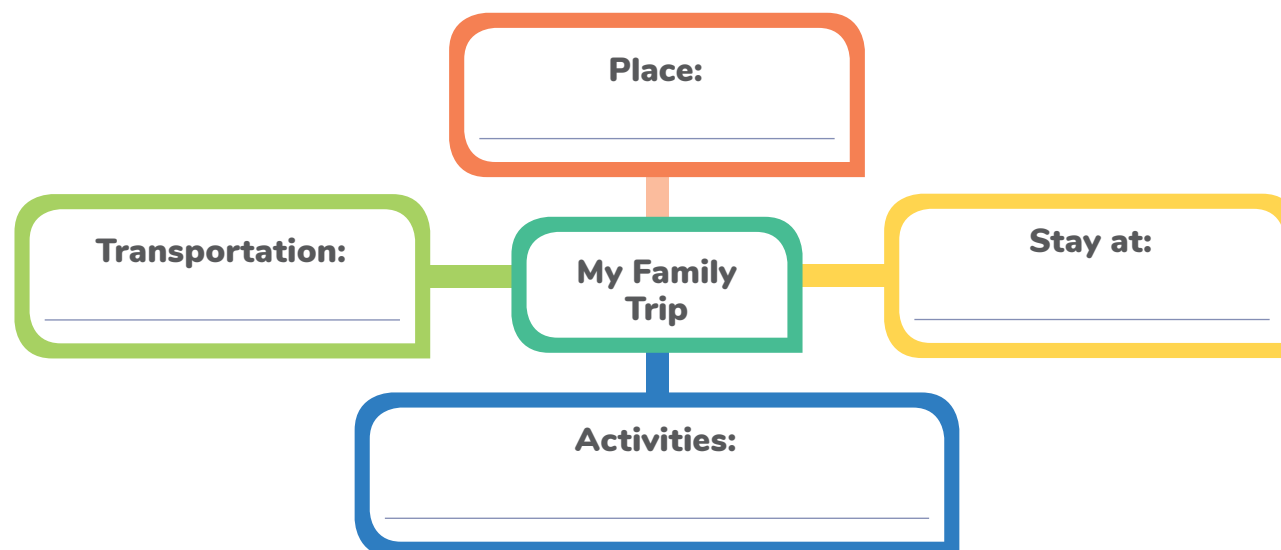 Place:
Transportation:
My Family
Trip
Stay at:
Activities: